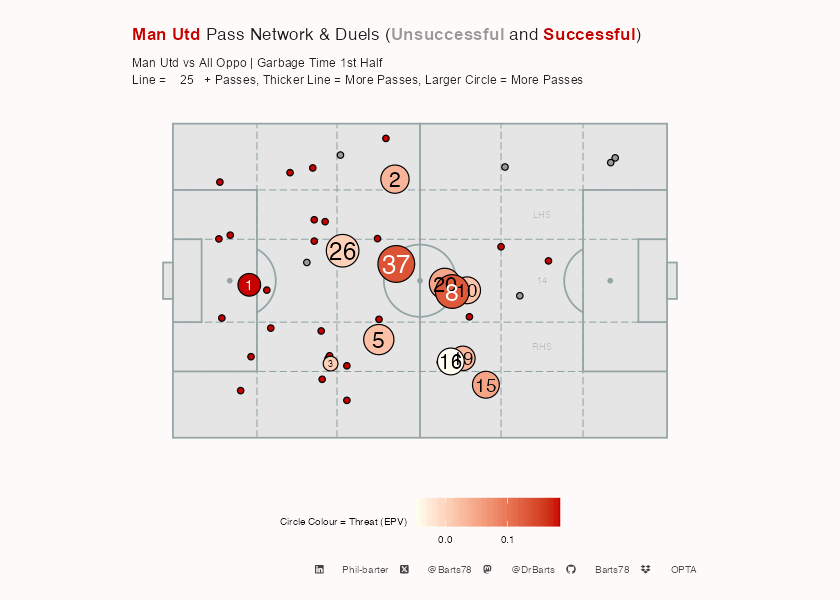 Man Utd Pass Network & Duels (Unsuccessful and Successful)
Man Utd vs All Oppo | Garbage Time 1st Half
Line = 25 + Passes, Thicker Line = More Passes, Larger Circle = More Passes
2
LHS
26
37
14
1
8
10
5
RHS
3
16
19
15
Circle Colour = Threat (EPV)
0.0 0.1
Phil-barter @Barts78 @DrBarts Barts78 OPTA